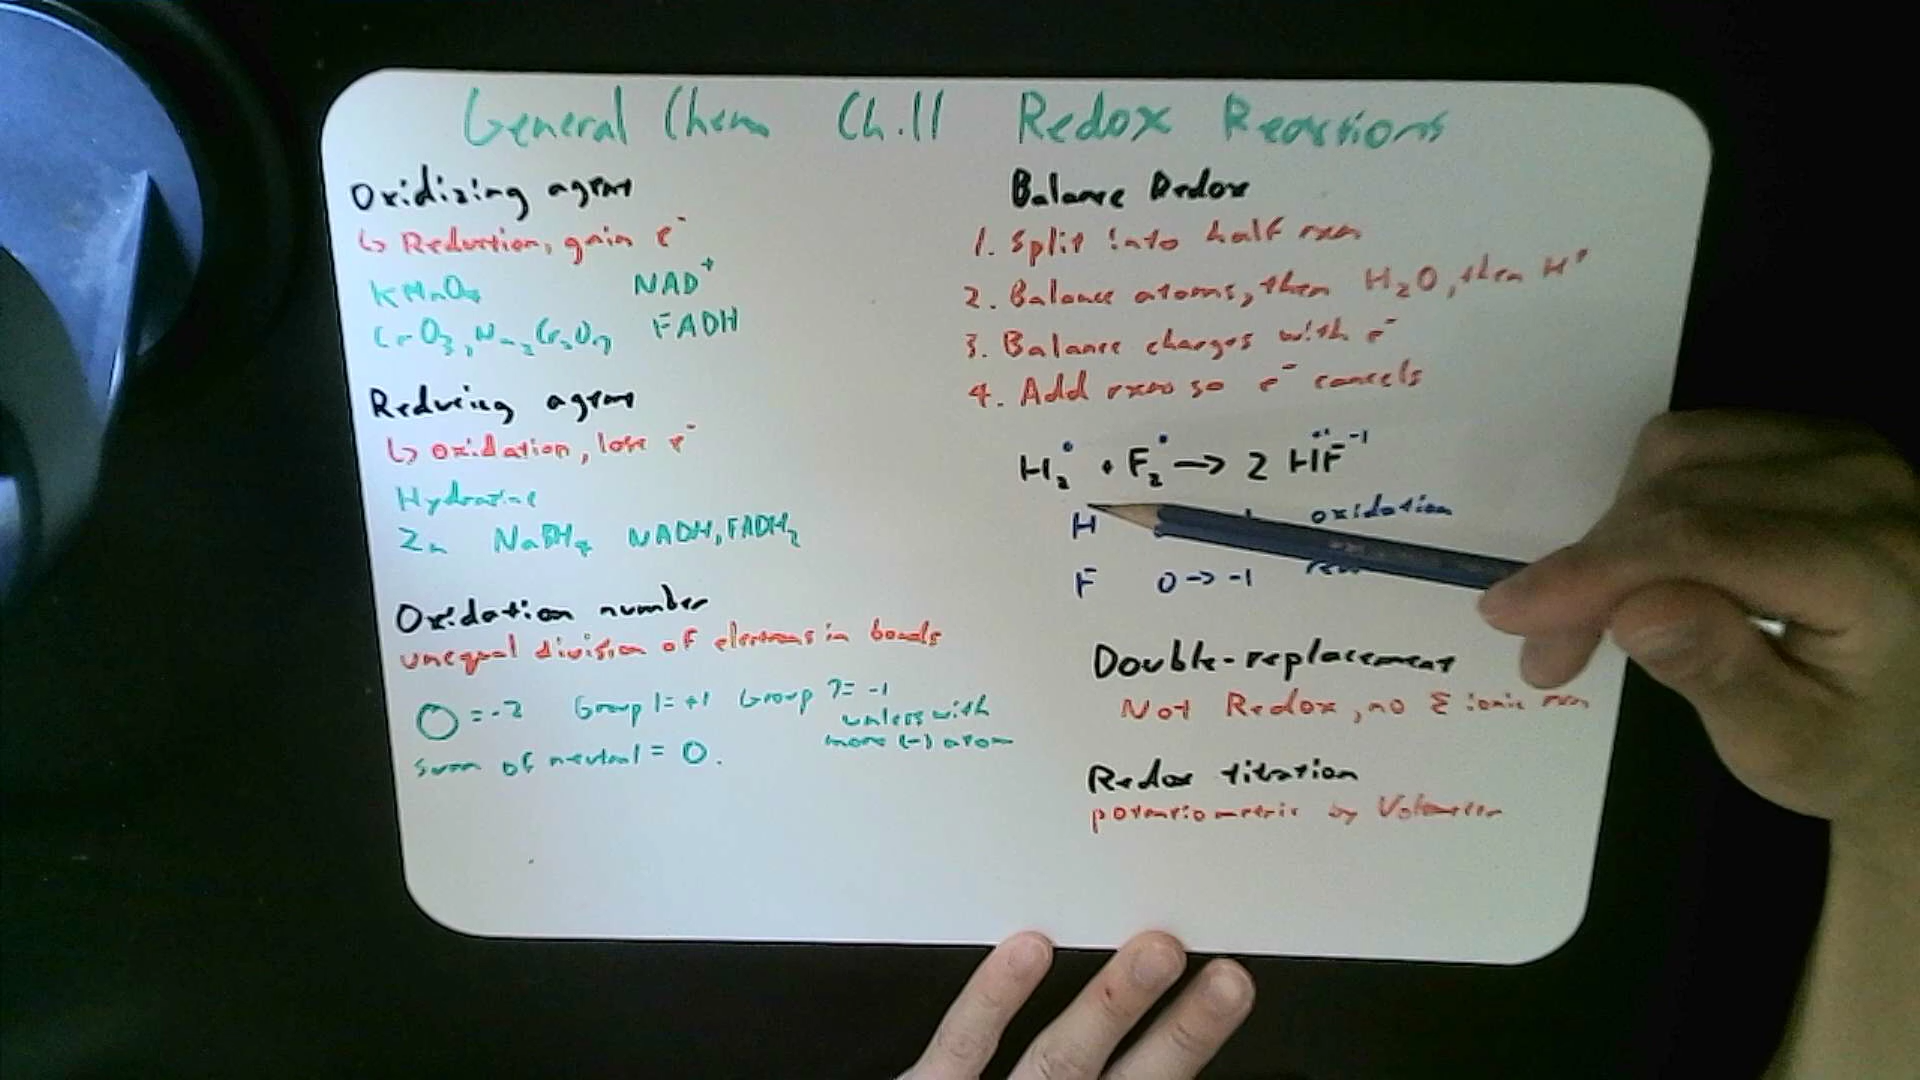 General Chem Ch.11 Redox Reactions
Oxidizing agent
↳ Reduction, gain e⁻
KMnO₄ NAD⁺
CrO₃, Na₂Cr₂O₇ FADH
Reducing agent
↳ oxidation, lose e⁻
Hydrazine
Zn NaBH₄ NADH, FADH₂
Oxidation number
unequal division of electrons in bonds
O = -2 Group 1 = +1 Group 7 = -1
unless with
more (-) atom
sum of neutral = 0.
Balance Redox
1. Split into half rxn
2. Balance atoms, then H₂O, then H⁺
3. Balance charges with e⁻
4. Add rxns so e⁻ cancels
H₂⁰ + F₂⁰ → 2 H⁺¹F⁻¹
H oxidation
F 0 → -1
Double-replacement
Not Redox, no Σ ionic rxn
Redox titration
potentiometric by Voltmeter